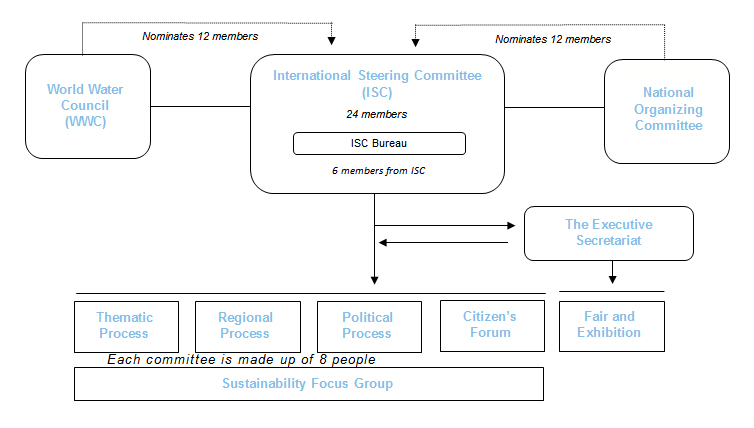 Nominates 12 members
Nominates 12 members
World Water
Council
(WWC)
International Steering Committee
(ISC)
24 members
ISC Bureau
6 members from ISC
National
Organizing
Committee
The Executive
Secretariat
Thematic
Process
Regional
Process
Political
Process
Citizen's
Forum
Fair and
Exhibition
Each committee is made up of 8 people
Sustainability Focus Group